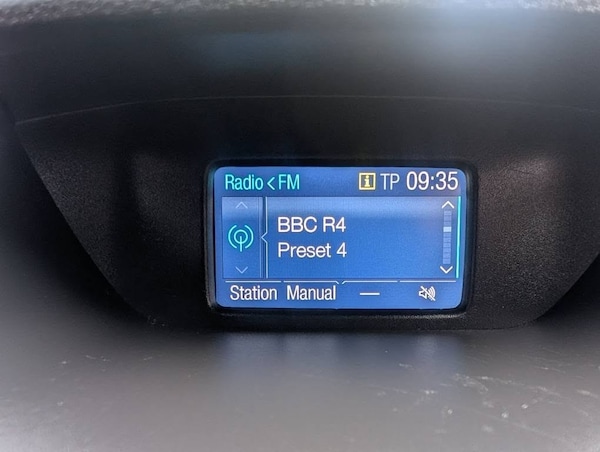 Radio < FM i TP 09:35
BBC R4
Preset 4
Station Manual —